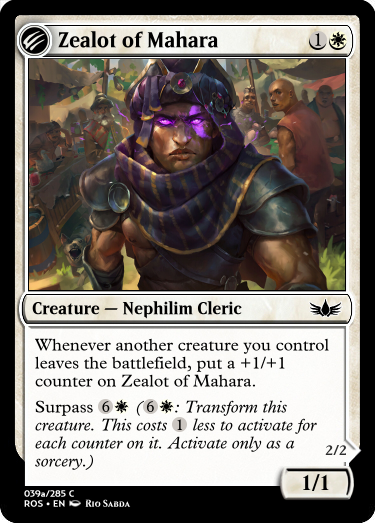 Zealot of Mahara 1
Creature — Nephilim Cleric
Whenever another creature you control
leaves the battlefield, put a +1/+1
counter on Zealot of Mahara.
Surpass 6 (6: Transform this
creature. This costs 1 less to activate for
each counter on it. Activate only as a
sorcery.)
2/2
1/1
039a/285 C
ROS • EN Rio Sabda